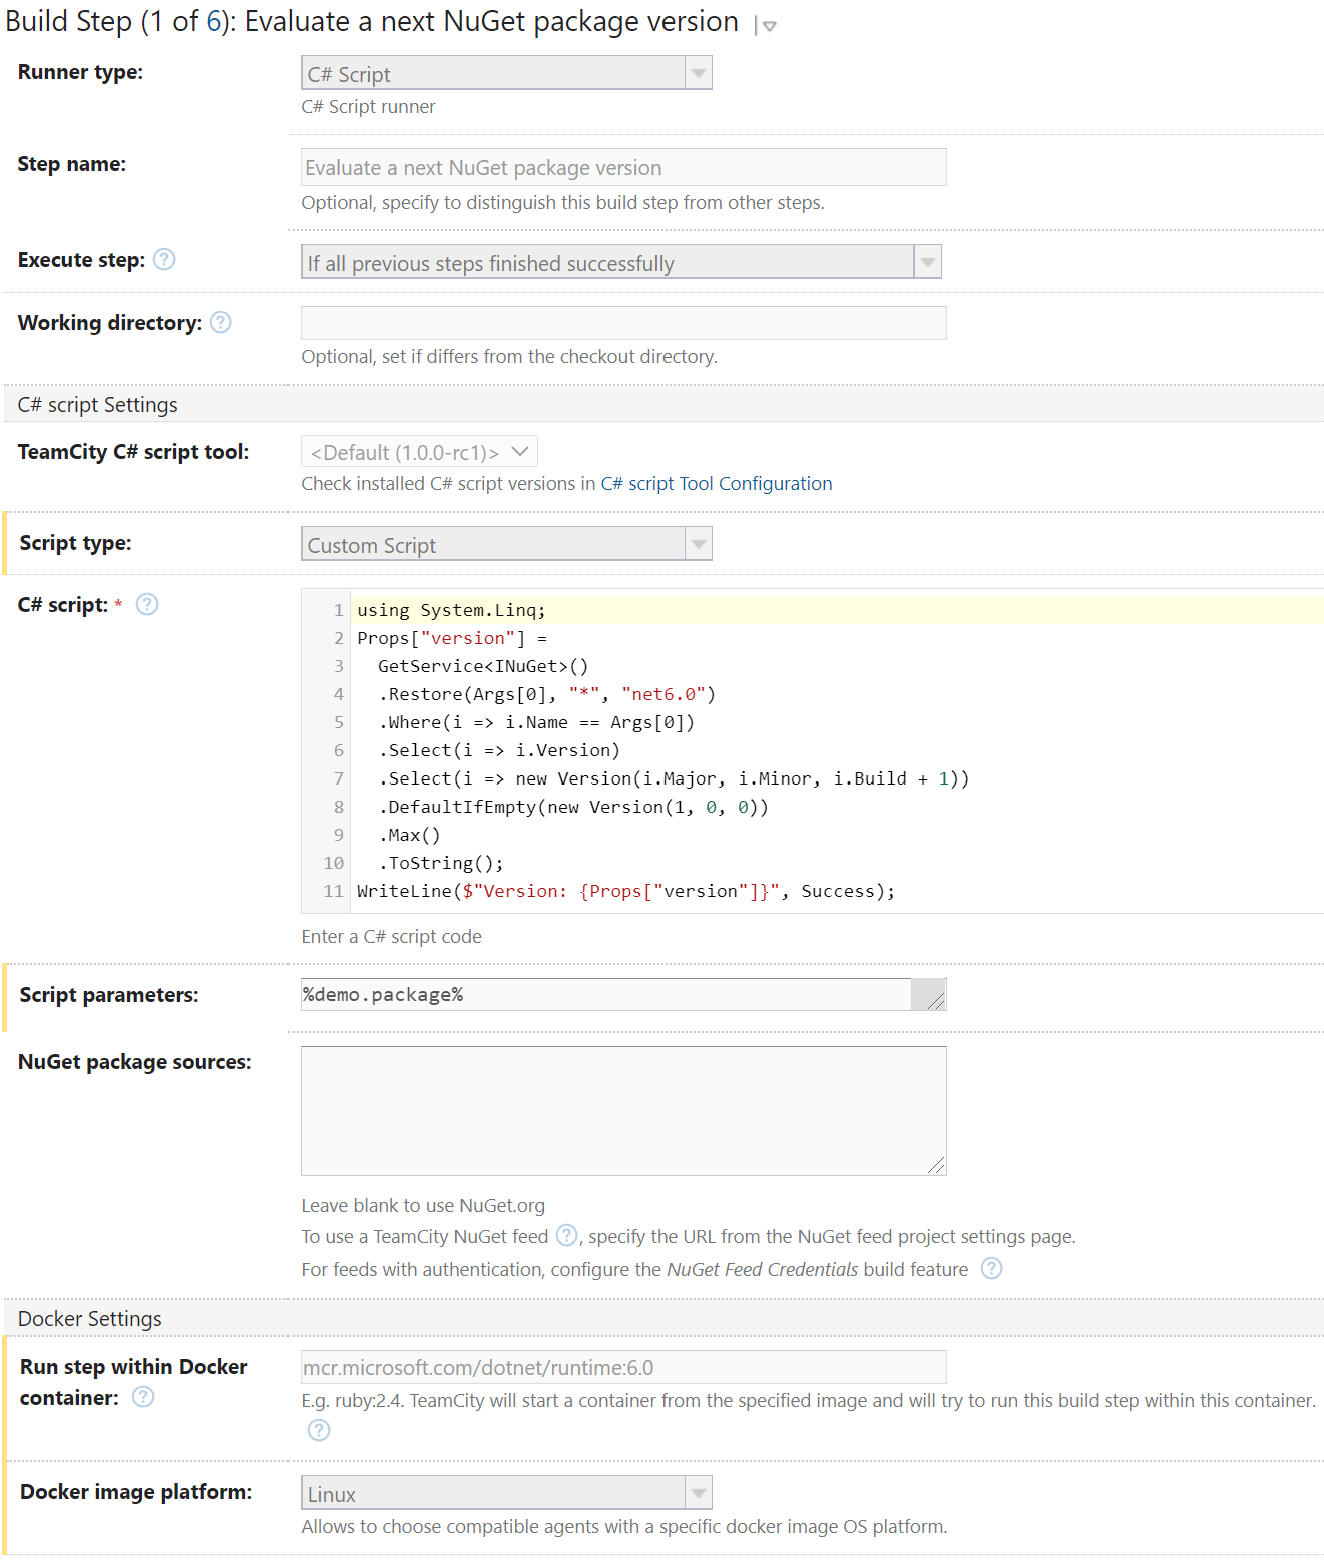 Build Step (1 of 6): Evaluate a next NuGet package version
Runner type:
C# Script
C# Script runner
Step name:
Evaluate a next NuGet package version
Optional, specify to distinguish this build step from other steps.
Execute step: ?
If all previous steps finished successfully
Working directory: ?
Optional, set if differs from the checkout directory.
C# script Settings
TeamCity C# script tool:
<Default (1.0.0-rc1)>
Check installed C# script versions in C# script Tool Configuration
Script type:
Custom Script
C# script: * ?
1 using System.Linq;
2 Props["version"] =
3   GetService<INuGet>()
4   .Restore(Args[0], "*", "net6.0")
5   .Where(i => i.Name == Args[0])
6   .Select(i => i.Version)
7   .Select(i => new Version(i.Major, i.Minor, i.Build + 1))
8   .DefaultIfEmpty(new Version(1, 0, 0))
9   .Max()
10   .ToString();
11 WriteLine($"Version: {Props["version"]}", Success);
Enter a C# script code
Script parameters:
%demo.package%
NuGet package sources:
Leave blank to use NuGet.org
To use a TeamCity NuGet feed ?, specify the URL from the NuGet feed project settings page.
For feeds with authentication, configure the NuGet Feed Credentials build feature ?
Docker Settings
Run step within Docker
container: ?
mcr.microsoft.com/dotnet/runtime:6.0
E.g. ruby:2.4. TeamCity will start a container from the specified image and will try to run this build step within this container.
?
Docker image platform:
Linux
Allows to choose compatible agents with a specific docker image OS platform.